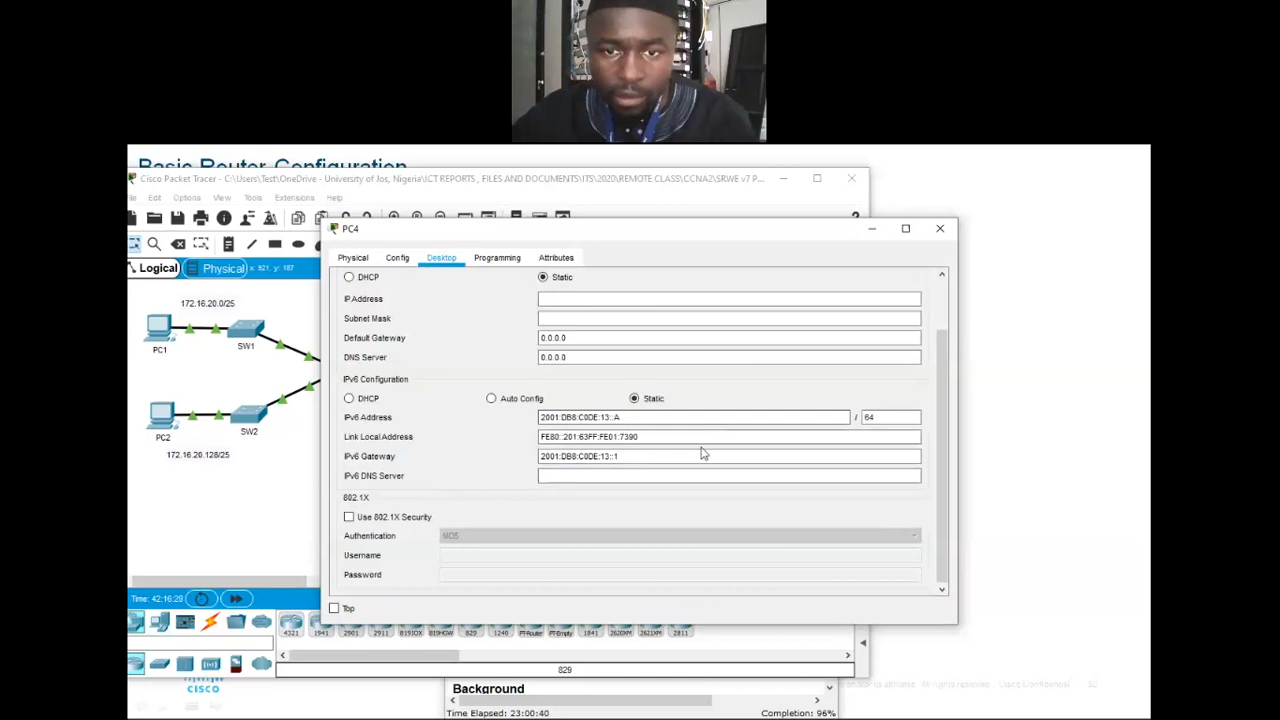 Basic Router Configuration
Cisco Packet Tracer - C:\Users\Test\OneDrive - University of Jos, Nigeria\ICT REPORTS , FILES AND DOCUMENTS\ITS\2020\REMOTE CLASS\CCNA2\SRWE v7 P...
File Edit Options View Tools Extensions Help
PC4
Physical Config Desktop Programming Attributes
Logical Physical x: 921, y: 187
DHCP Static
IP Address
Subnet Mask
Default Gateway 0.0.0.0
DNS Server 0.0.0.0
IPv6 Configuration
DHCP Auto Config Static
IPv6 Address 2001:DB8:C0DE:13::A / 64
Link Local Address FE80::201:63FF:FE01:7390
IPv6 Gateway 2001:DB8:C0DE:13::1
IPv6 DNS Server
802.1X
Use 802.1X Security
Authentication MD5
Username
Password
Top
172.16.20.0/25
PC1 SW1
PC2 SW2
172.16.20.128/25
Time: 42:16:29
4321 1941 2901 2911 819IOX 819HGW 829 1240 PT-Router PT-Empty 1841 2620XM 2621XM 2811
829
CISCO
Background
Time Elapsed: 23:00:40 Completion: 96%
All rights reserved. Cisco Confidential